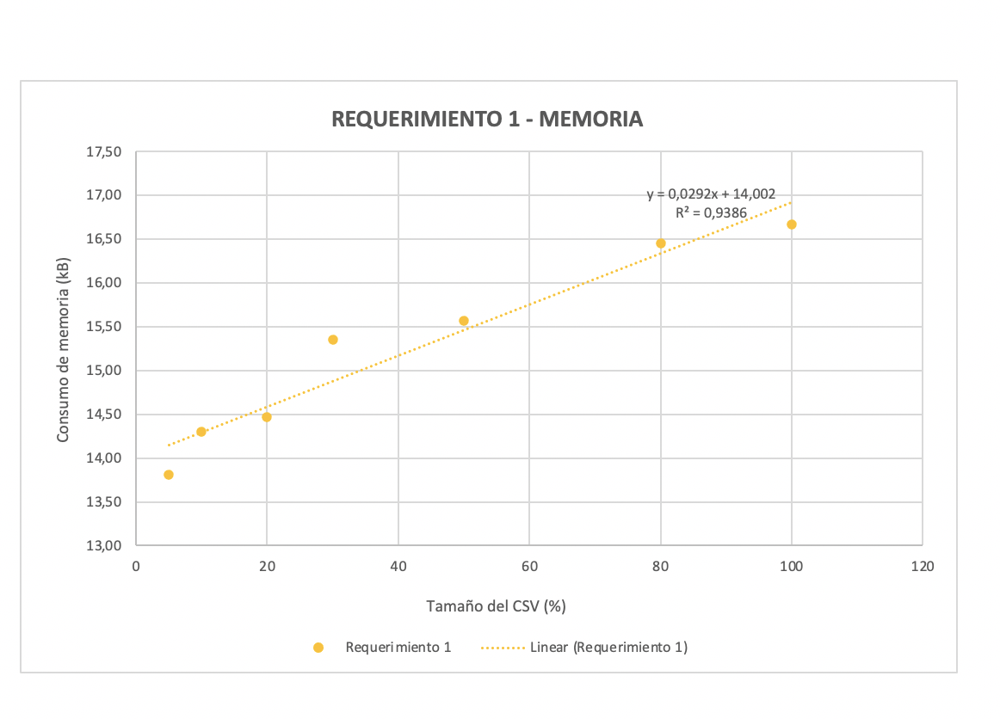 REQUERIMIENTO 1 - MEMORIA
17,50
17,00
16,50
16,00
15,50
15,00
14,50
14,00
13,50
13,00
Consumo de memoria (kB)
y = 0,0292x + 14,002
R² = 0,9386
0 20 40 60 80 100 120
Tamaño del CSV (%)
Requerimiento 1 Linear (Requerimiento 1)